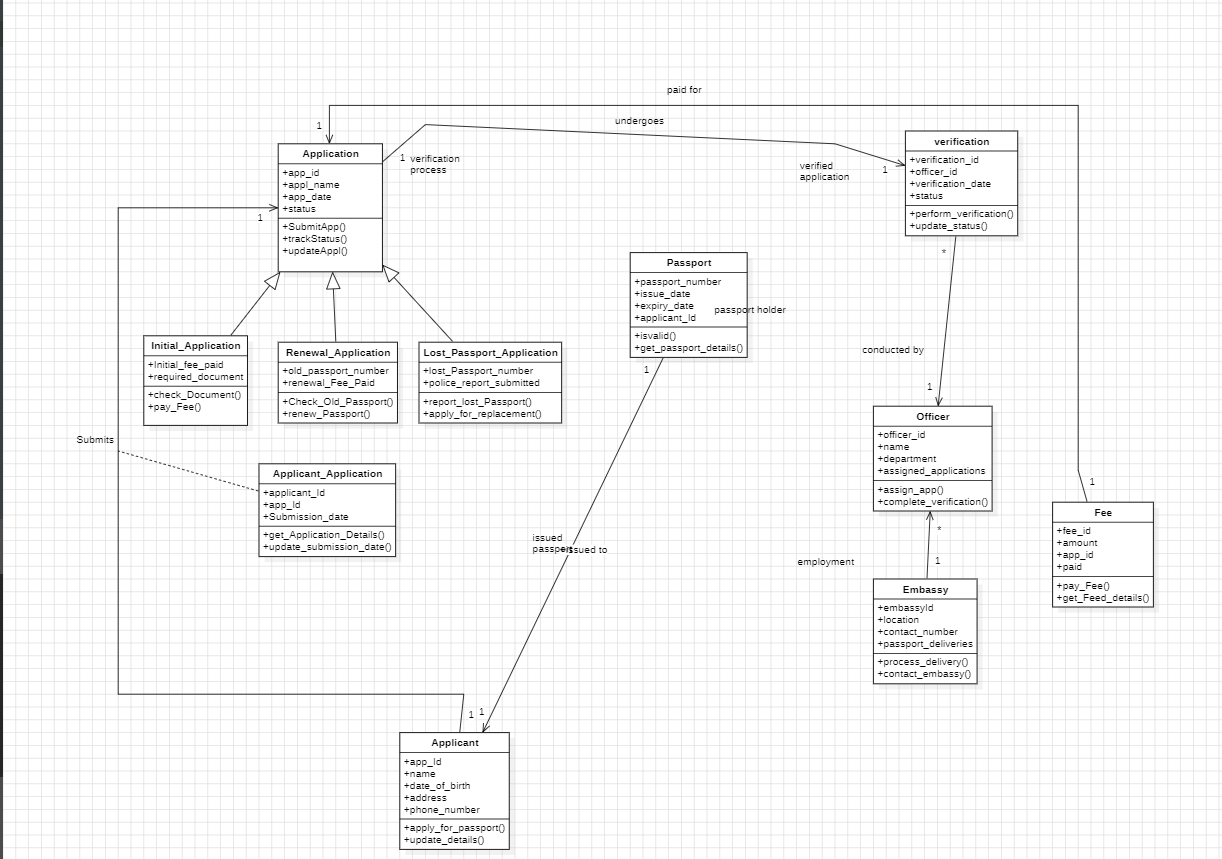 paid for
undergoes
1
Application
+app_id
+appl_name
+app_date
+status
+SubmitApp()
+trackStatus()
+updateAppl()
1 verification
process
verified
application
1
verification
+verification_id
+officer_id
+verification_date
+status
+perform_verification()
+update_status()
1
*
Passport
+passport_number
+issue_date
+expiry_date
+applicant_Id
+isvalid()
+get_passport_details()
passport holder
1
Initial_Application
+Initial_fee_paid
+required_document
+check_Document()
+pay_Fee()
Renewal_Application
+old_passport_number
+renewal_Fee_Paid
+Check_Old_Passport()
+renew_Passport()
Lost_Passport_Application
+lost_Passport_number
+police_report_submitted
+report_lost_Passport()
+apply_for_replacement()
conducted by
1
Officer
+officer_id
+name
+department
+assigned_applications
+assign_app()
+complete_verification()
Submits
Applicant_Application
+applicant_Id
+app_Id
+Submission_date
+get_Application_Details()
+update_submission_date()
1
Fee
+fee_id
+amount
+app_id
+paid
+pay_Fee()
+get_Feed_details()
issued
passport
issued to
*
employment
1
Embassy
+embassyId
+location
+contact_number
+passport_deliveries
+process_delivery()
+contact_embassy()
1
1
Applicant
+app_Id
+name
+date_of_birth
+address
+phone_number
+apply_for_passport()
+update_details()